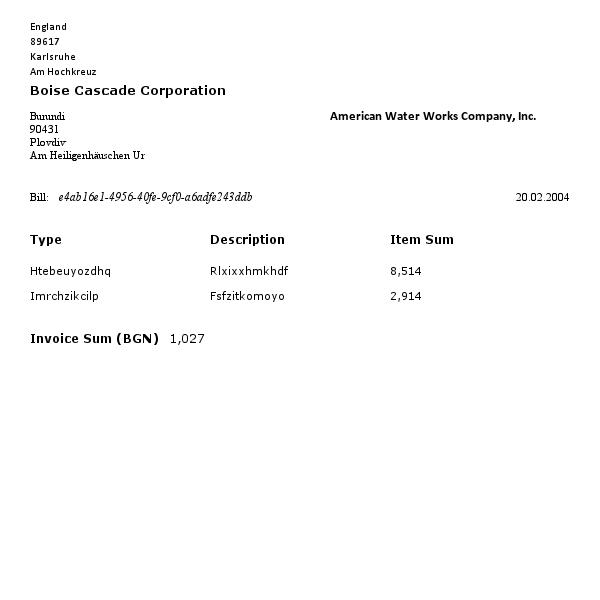 England
89617
Karlsruhe
Am Hochkreuz
Boise Cascade Corporation
Burundi
American Water Works Company, Inc.
90431
Plovdiv
Am Heiligenhäuschen Ur
Bill: e4ab16e1-4956-40fe-9cf0-a6adfe243ddb 20.02.2004
Type Description Item Sum
Htebeuyozdhq Rlxixxhmkhdf 8,514
Imrchzikcilp Fsfzitkomoyo 2,914
Invoice Sum (BGN) 1,027